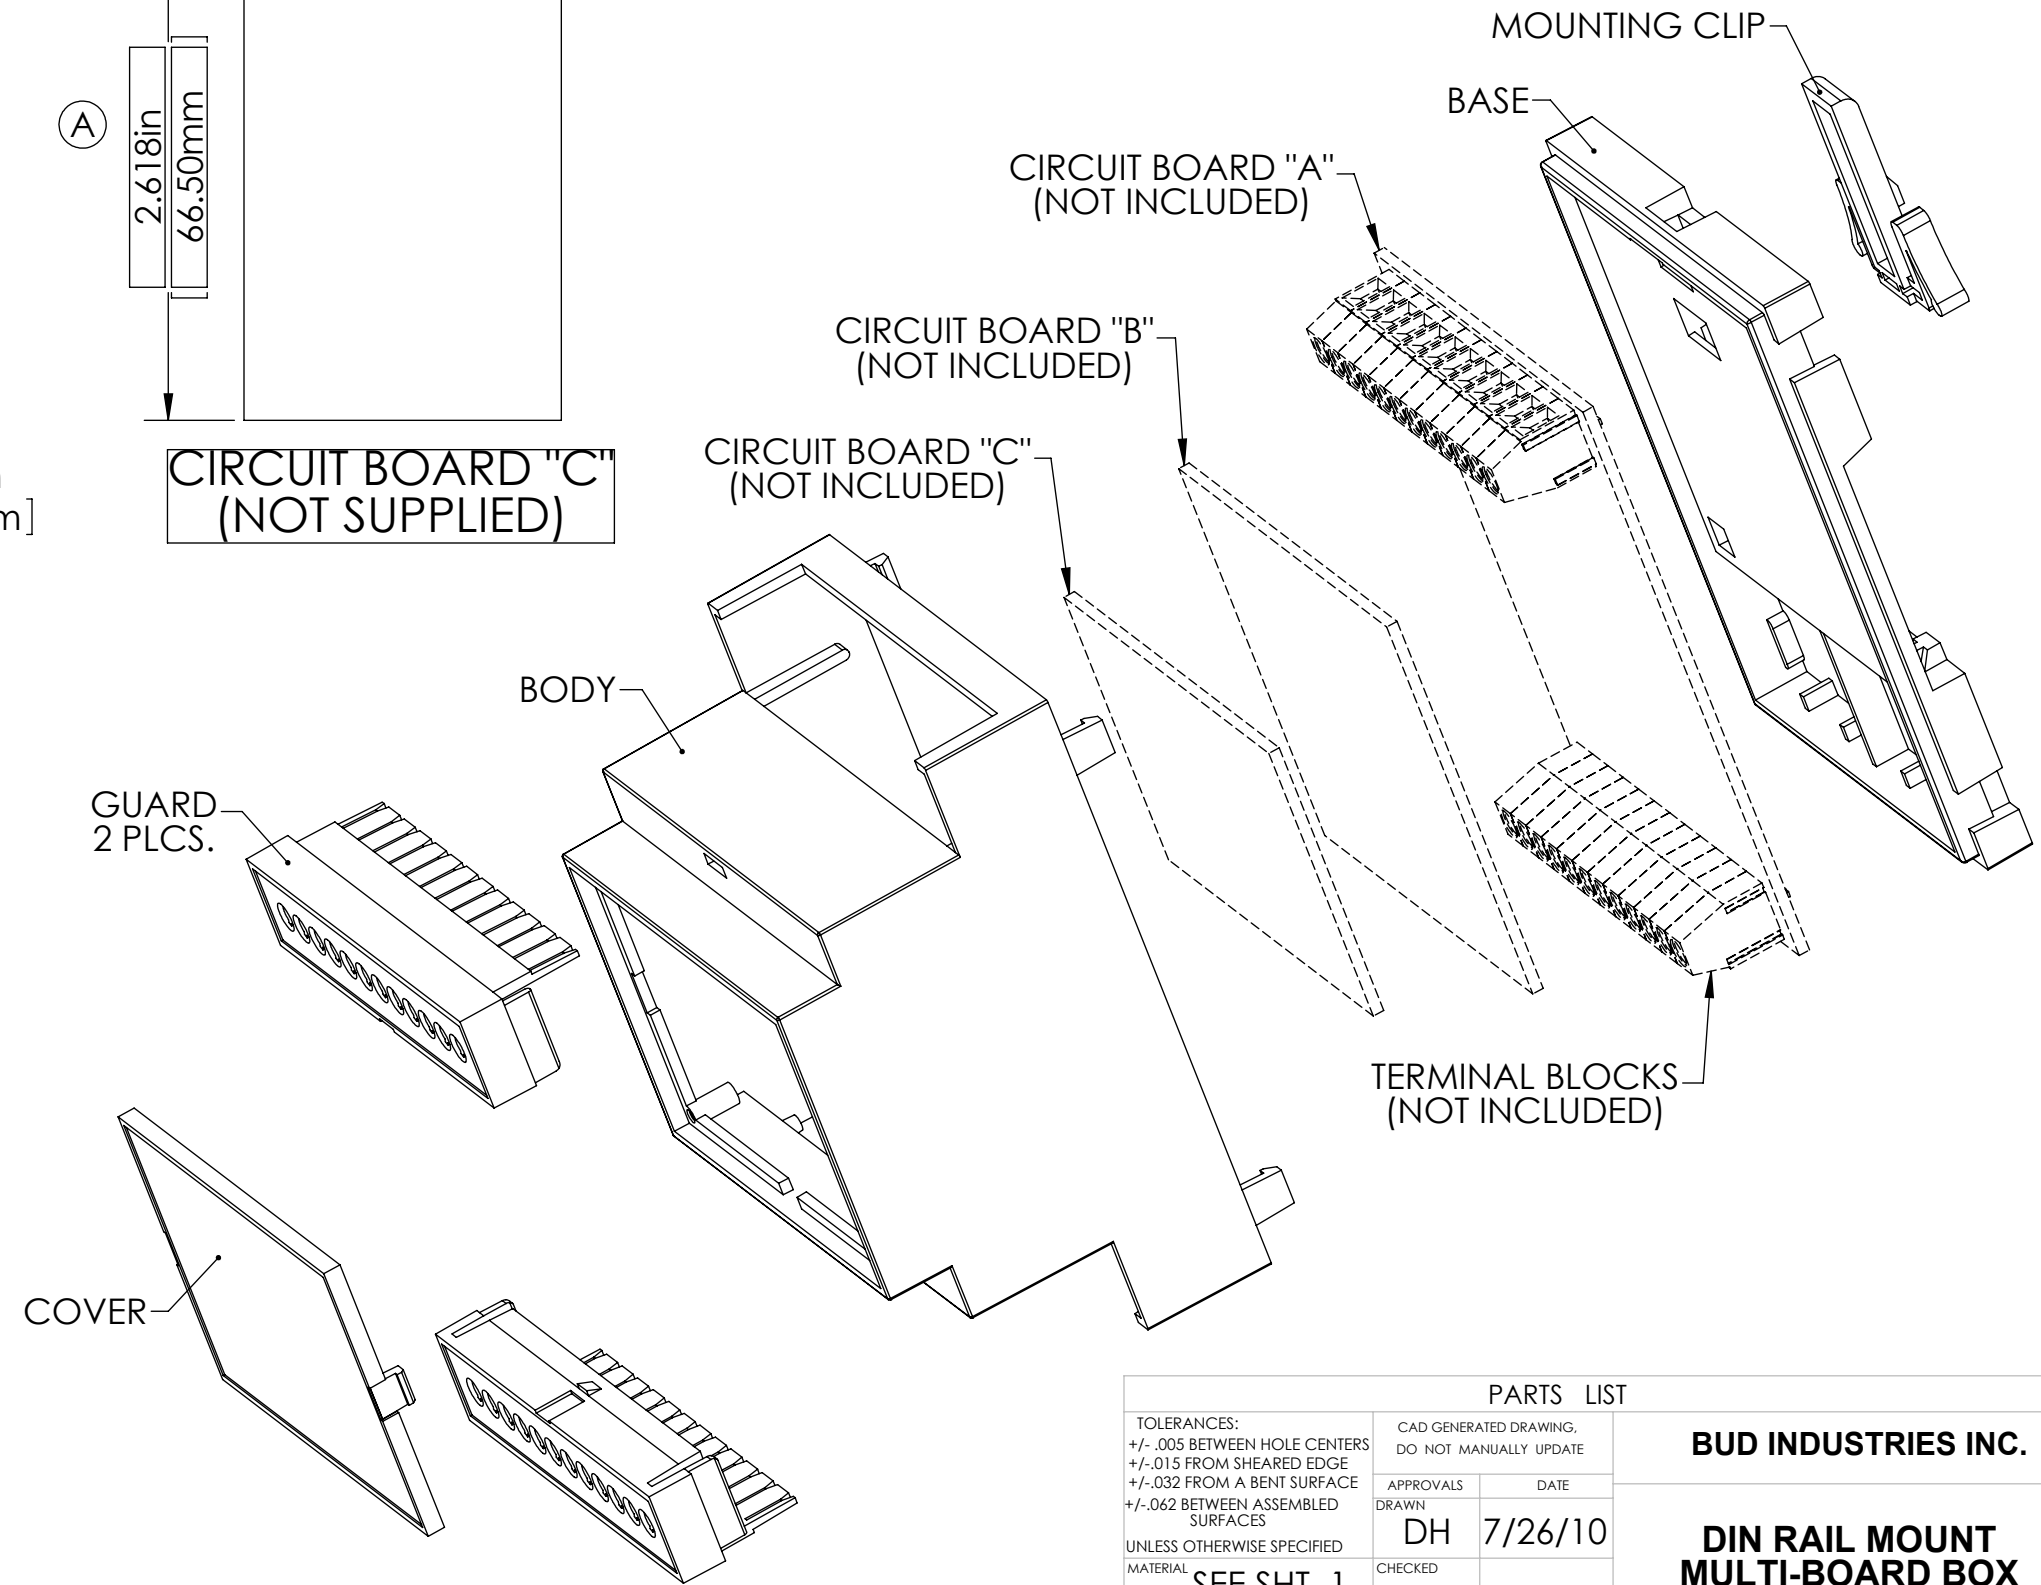 MOUNTING CLIP
BASE
A
2.618in
66.50mm
CIRCUIT BOARD "A"
(NOT INCLUDED)
CIRCUIT BOARD "B"
(NOT INCLUDED)
CIRCUIT BOARD "C"
(NOT INCLUDED)
CIRCUIT BOARD "C"
(NOT SUPPLIED)
m]
BODY
GUARD
2 PLCS.
TERMINAL BLOCKS
(NOT INCLUDED)
COVER
PARTS LIST
TOLERANCES:
+/- .005 BETWEEN HOLE CENTERS
+/-.015 FROM SHEARED EDGE
+/-.032 FROM A BENT SURFACE
+/-.062 BETWEEN ASSEMBLED
SURFACES
UNLESS OTHERWISE SPECIFIED
MATERIAL SEE SHT. 1
CAD GENERATED DRAWING,
DO NOT MANUALLY UPDATE
APPROVALS DATE
DRAWN
DH 7/26/10
CHECKED
BUD INDUSTRIES INC.
DIN RAIL MOUNT
MULTI-BOARD BOX